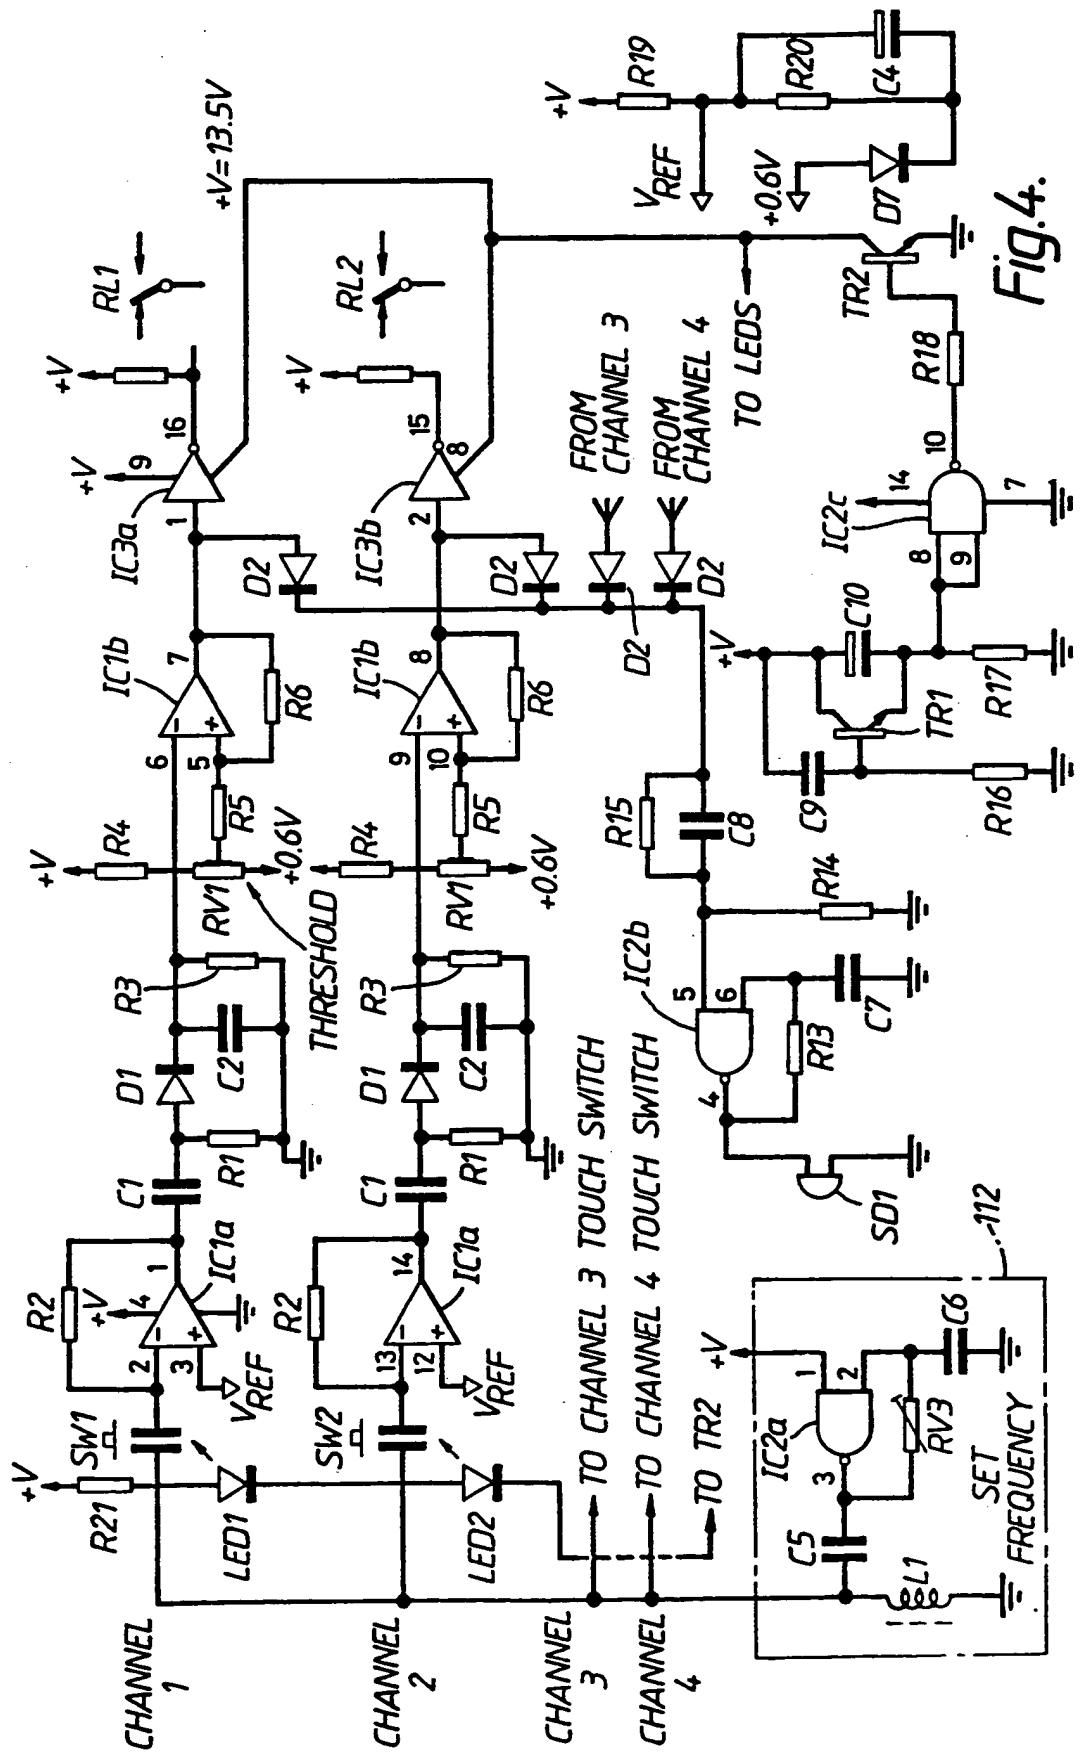 CHANNEL 1
+V
R21
SW1
R2
+V
2
3
4
1
IC1a
VREF
LED1
C1
R1
D1
C2
R3
THRESHOLD
+V
R4
RV1
+0.6V
R5
6
5
7
IC1b
R6
D2
1
IC3a
+V
9
16
+V
RL1
+V=13.5V
CHANNEL 2
SW2
R2
13
12
14
IC1a
VREF
LED2
C1
R1
D1
C2
R3
R4
RV1
+0.6V
R5
9
10
8
IC1b
R6
D2
2
IC3b
15
8
+V
RL2
CHANNEL 3
CHANNEL 4
TO CHANNEL 3 TOUCH SWITCH
TO CHANNEL 4 TOUCH SWITCH
TO TR2
D2
D2
FROM CHANNEL 3
FROM CHANNEL 4
TO LEDS
VREF
+V
R19
R20
C4
+0.6V
D7
SD1
4
IC2b
5
6
R13
C7
R14
R15
C8
+V
C9
C10
TR1
R16
R17
IC2c
8
9
14
7
10
R18
TR2
112
C5
L1
3
IC2a
+V
1
2
RV3
C6
SET FREQUENCY
Fig.4.